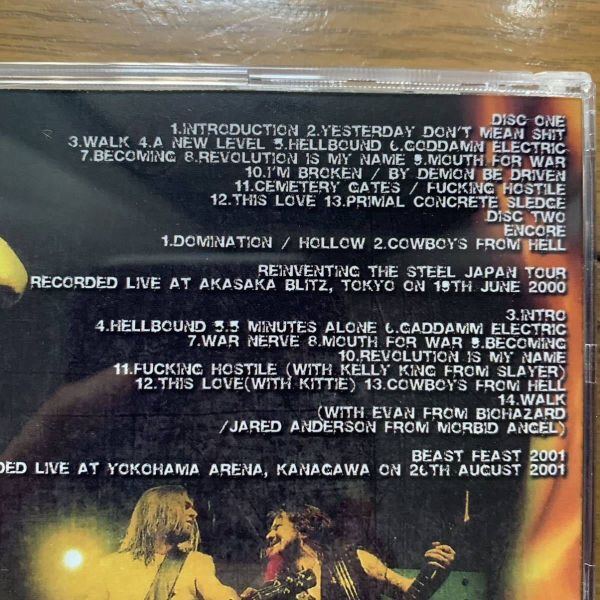 DISC ONE
1.INTRODUCTION 2.YESTERDAY DON'T MEAN SHIT
3.WALK 4.A NEW LEVEL 5.HELLBOUND 6.GODDAMN ELECTRIC
7.BECOMING 8.REVOLUTION IS MY NAME 9.MOUTH FOR WAR
10.I'M BROKEN / BY DEMON BE DRIVEN
11.CEMETERY GATES / FUCKING HOSTILE
12.THIS LOVE 13.PRIMAL CONCRETE SLEDGE
DISC TWO
ENCORE
1.DOMINATION / HOLLOW 2.COWBOYS FROM HELL
REINVENTING THE STEEL JAPAN TOUR
RECORDED LIVE AT AKASAKA BLITZ, TOKYO ON 19TH JUNE 2000
3.INTRO
4.HELLBOUND 5.5 MINUTES ALONE 6.GADDAMM ELECTRIC
7.WAR NERVE 8.MOUTH FOR WAR 9.BECOMING
10.REVOLUTION IS MY NAME
11.FUCKING HOSTILE (WITH KELLY KING FROM SLAYER)
12.THIS LOVE(WITH KITTIE) 13.COWBOYS FROM HELL
14.WALK
(WITH EVAN FROM BIOHAZARD
/JARED ANDERSON FROM MORBID ANGEL)
BEAST FEAST 2001
DED LIVE AT YOKOHAMA ARENA, KANAGAWA ON 26TH AUGUST 2001